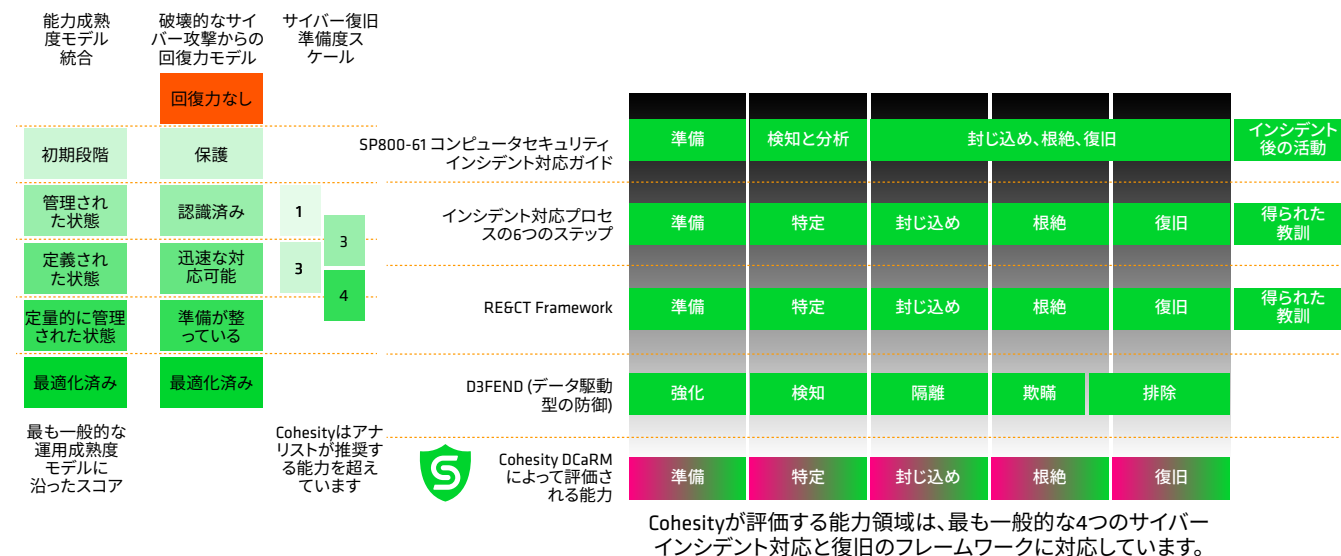 能力成熟
度モデル
統合
破壊的なサイ
バー攻撃からの
回復力モデル
サイバー復旧
準備度ス
ケール
回復力なし
初期段階
保護
管理され
た状態
認識済み
1
3
定義され
た状態
迅速な対
応可能
3
4
定量的に管理
された状態
準備が整
っている
最適化済み
最適化済み
最も一般的な
運用成熟度
モデルに
沿ったスコア
Cohesityはアナ
リストが推奨す
る能力を超え
ています
SP800-61 コンピュータセキュリティ
インシデント対応ガイド
準備
検知と分析
封じ込め、根絶、復旧
インシデント
後の活動
インシデント対応プロセ
スの6つのステップ
準備
特定
封じ込め
根絶
復旧
得られた
教訓
RE&CT Framework
準備
特定
封じ込め
根絶
復旧
得られた
教訓
D3FEND (データ駆動
型の防御)
強化
検知
隔離
欺瞞
排除
S
Cohesity DCaRM
によって評価さ
れる能力
準備
特定
封じ込め
根絶
復旧
Cohesityが評価する能力領域は、最も一般的な4つのサイバー
インシデント対応と復旧のフレームワークに対応しています。